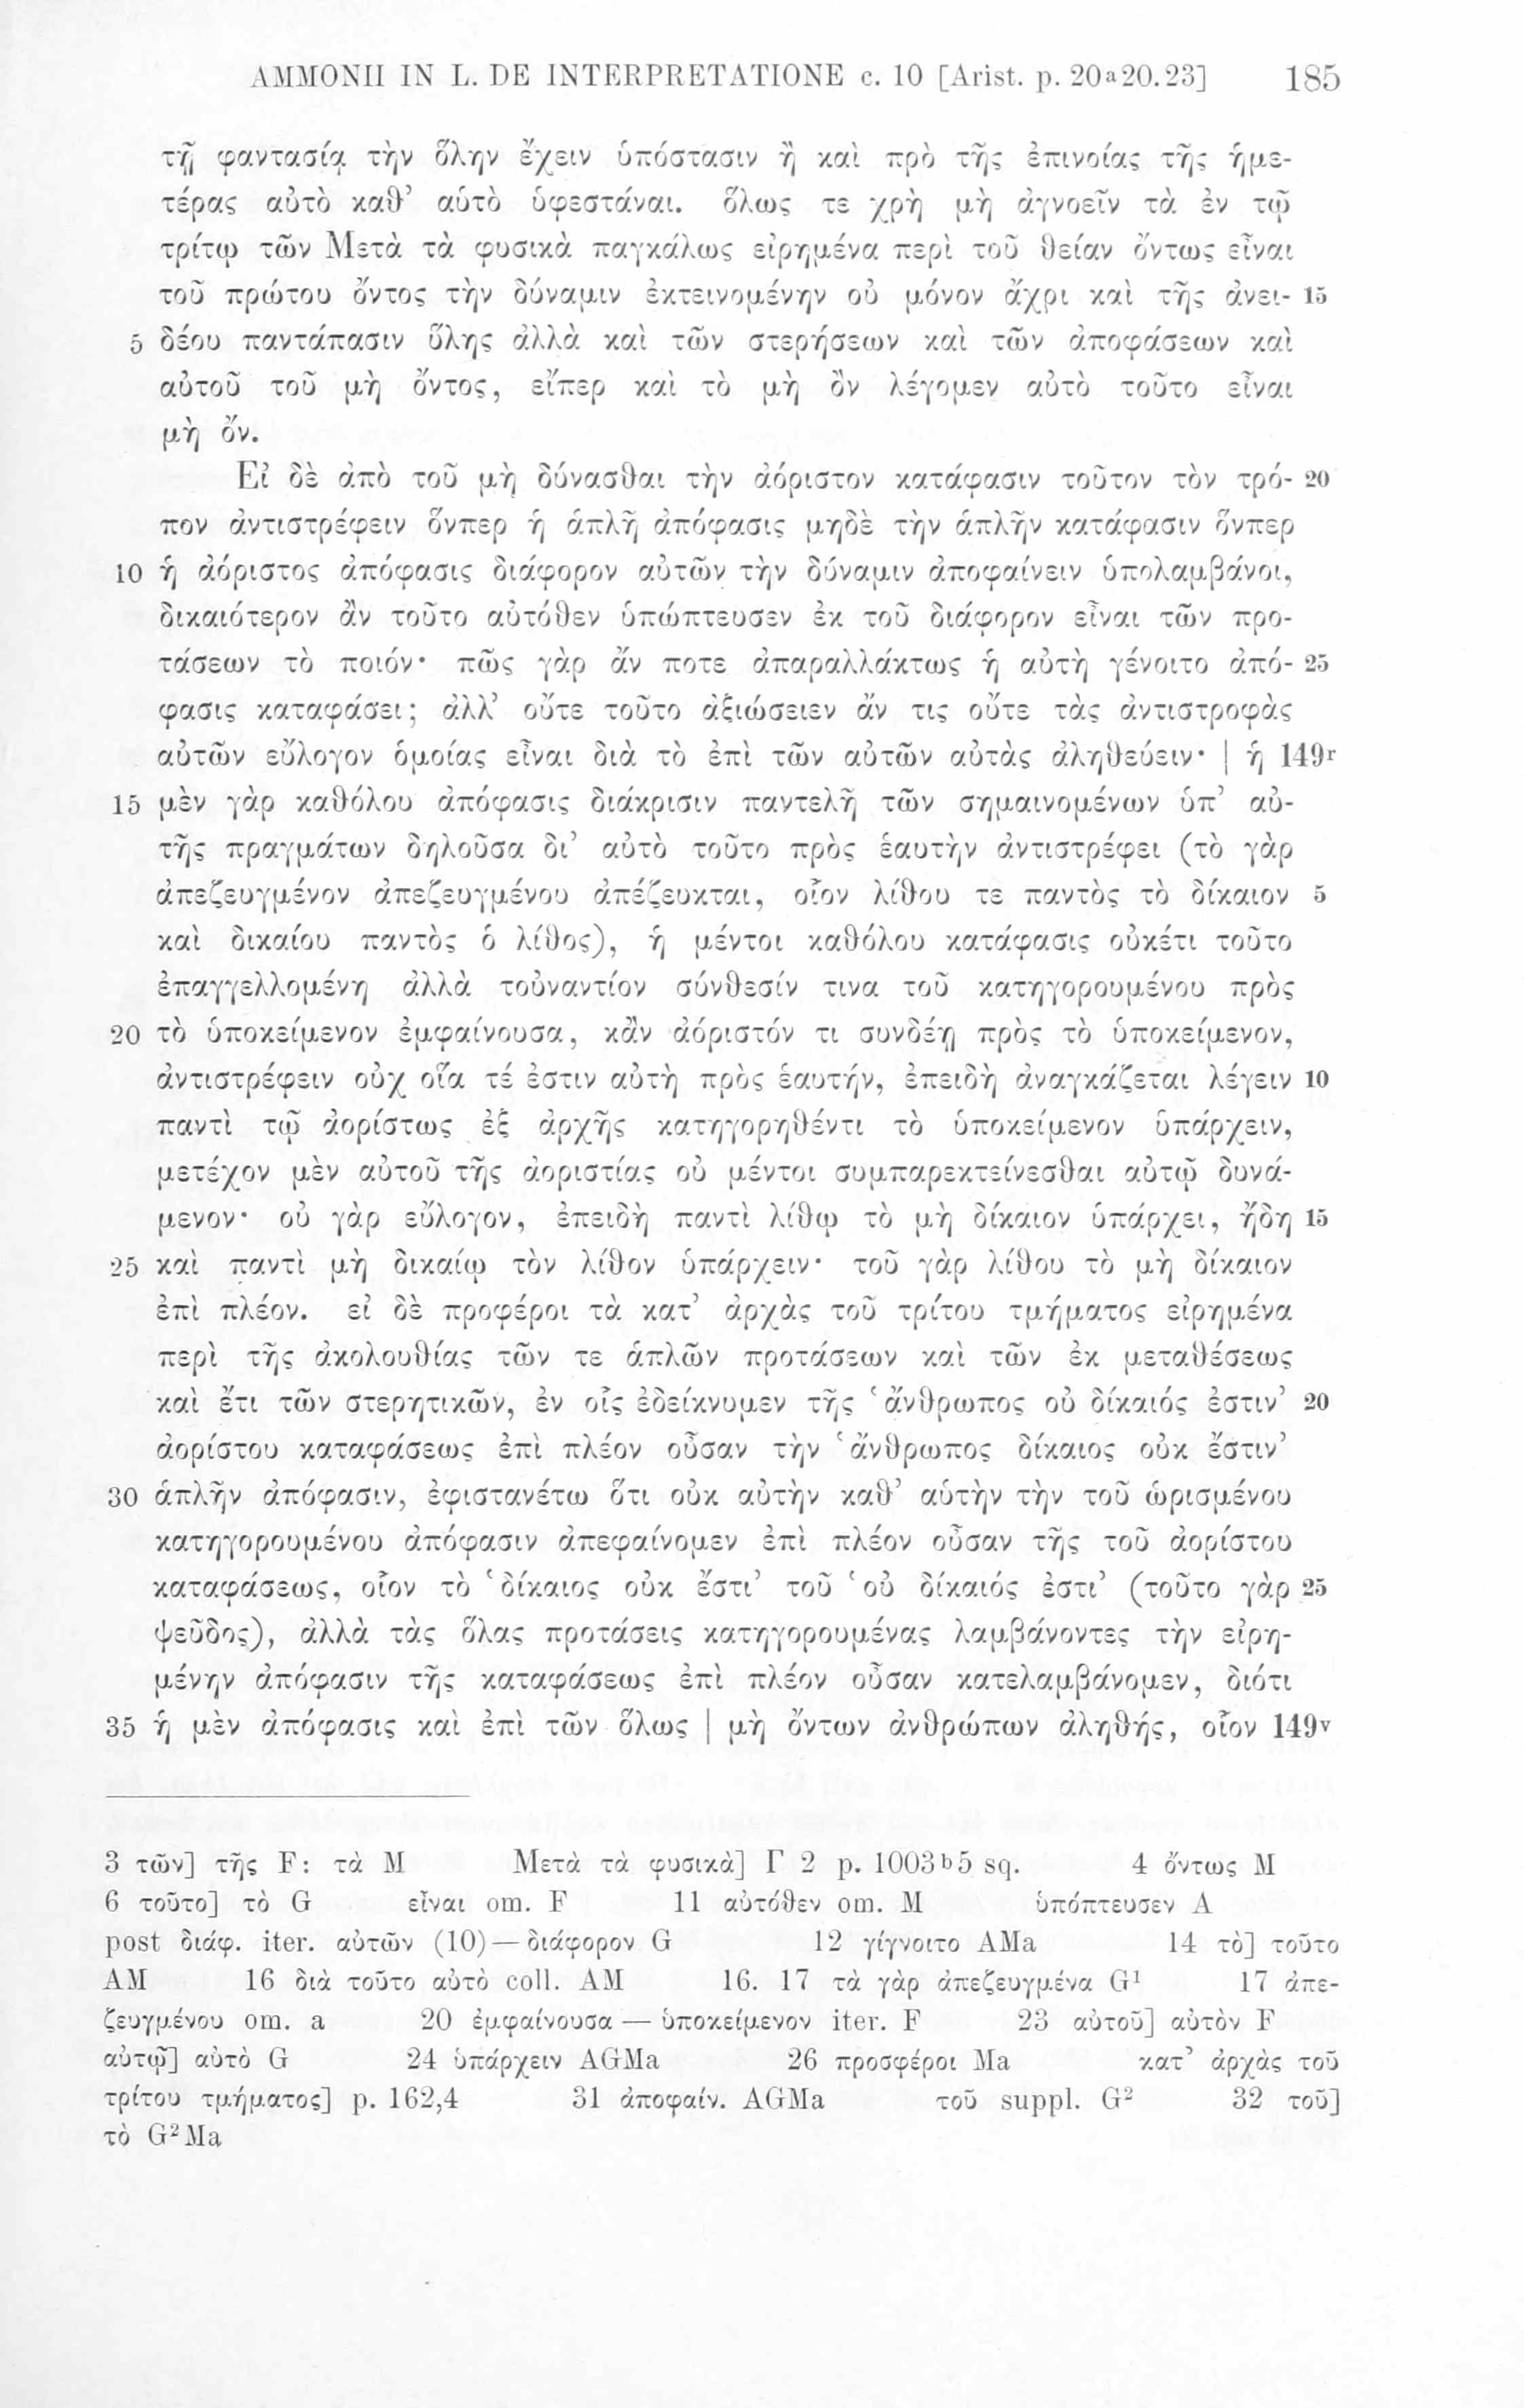 AMMONII IN L. DE INTERPRETATIONE c. 10 [Arist. p. 20a20.23] 185
τῇ φαντασίᾳ τὴν ὅλην ἔχειν ὑπόστασιν ἢ καὶ πρὸ τῆς ἐπινοίας τῆς ἡμε-
τέρας αὐτὸ καθ’ αὑτὸ ὑφεστάναι. ὅλως τε χρὴ μὴ ἀγνοεῖν τὰ ἐν τῷ
τρίτῳ τῶν Μετὰ τὰ φυσικὰ παγκάλως εἰρημένα περὶ τοῦ θείαν ὄντως εἶναι
τοῦ πρώτου ὄντος τὴν δύναμιν ἐκτεινομένην οὐ μόνον ἄχρι καὶ τῆς ἀνει- 15
5 δέου παντάπασιν ὕλης ἀλλὰ καὶ τῶν στερήσεων καὶ τῶν ἀποφάσεων καὶ
αὐτοῦ τοῦ μὴ ὄντος, εἴπερ καὶ τὸ μὴ ὂν λέγομεν αὐτὸ τοῦτο εἶναι
μὴ ὄν.
Εἰ δὲ ἀπὸ τοῦ μὴ δύνασθαι τὴν ἀόριστον κατάφασιν τοῦτον τὸν τρό- 20
πον ἀντιστρέφειν ὅνπερ ἡ ἁπλῆ ἀπόφασις μηδὲ τὴν ἁπλῆν κατάφασιν ὅνπερ
10 ἡ ἀόριστος ἀπόφασις διάφορον αὐτῶν τὴν δύναμιν ἀποφαίνειν ὑπολαμβάνοι,
δικαιότερον ἂν τοῦτο αὐτόθεν ὑπώπτευσεν ἐκ τοῦ διάφορον εἶναι τῶν προ-
τάσεων τὸ ποιόν· πῶς γὰρ ἄν ποτε ἀπαραλλάκτως ἡ αὐτὴ γένοιτο ἀπό- 25
φασις καταφάσει; ἀλλ’ οὔτε τοῦτο ἀξιώσειεν ἄν τις οὔτε τὰς ἀντιστροφὰς
αὐτῶν εὔλογον ὁμοίας εἶναι διὰ τὸ ἐπὶ τῶν αὐτῶν αὐτὰς ἀληθεύειν· | ἡ 149r
15 μὲν γὰρ καθόλου ἀπόφασις διάκρισιν παντελῆ τῶν σημαινομένων ὑπ’ αὐ-
τῆς πραγμάτων δηλοῦσα δι’ αὐτὸ τοῦτο πρὸς ἑαυτὴν ἀντιστρέφει (τὸ γὰρ
ἀπεζευγμένον ἀπεζευγμένου ἀπέζευκται, οἷον λίθου τε παντὸς τὸ δίκαιον 5
καὶ δικαίου παντὸς ὁ λίθος), ἡ μέντοι καθόλου κατάφασις οὐκέτι τοῦτο
ἐπαγγελλομένη ἀλλὰ τοὐναντίον σύνθεσίν τινα τοῦ κατηγορουμένου πρὸς
20 τὸ ὑποκείμενον ἐμφαίνουσα, κἂν ἀόριστόν τι συνδέῃ πρὸς τὸ ὑποκείμενον,
ἀντιστρέφειν οὐχ οἵα τέ ἐστιν αὐτὴ πρὸς ἑαυτήν, ἐπειδὴ ἀναγκάζεται λέγειν 10
παντὶ τῷ ἀορίστως ἐξ ἀρχῆς κατηγορηθέντι τὸ ὑποκείμενον ὑπάρχειν,
μετέχον μὲν αὐτοῦ τῆς ἀοριστίας οὐ μέντοι συμπαρεκτείνεσθαι αὐτῷ δυνά-
μενον· οὐ γὰρ εὔλογον, ἐπειδὴ παντὶ λίθῳ τὸ μὴ δίκαιον ὑπάρχει, ἤδη 15
25 καὶ παντὶ μὴ δικαίῳ τὸν λίθον ὑπάρχειν· τοῦ γὰρ λίθου τὸ μὴ δίκαιον
ἐπὶ πλέον. εἰ δὲ προφέροι τὰ κατ’ ἀρχὰς τοῦ τρίτου τμήματος εἰρημένα
περὶ τῆς ἀκολουθίας τῶν τε ἁπλῶν προτάσεων καὶ τῶν ἐκ μεταθέσεως
καὶ ἔτι τῶν στερητικῶν, ἐν οἷς ἐδείκνυμεν τῆς ‘ἄνθρωπος οὐ δίκαιός ἐστιν’ 20
ἀορίστου καταφάσεως ἐπὶ πλέον οὖσαν τὴν ‘ἄνθρωπος δίκαιος οὐκ ἔστιν’
30 ἁπλῆν ἀπόφασιν, ἐφιστανέτω ὅτι οὐκ αὐτὴν καθ’ αὑτὴν τὴν τοῦ ὡρισμένου
κατηγορουμένου ἀπόφασιν ἀπεφαίνομεν ἐπὶ πλέον οὖσαν τῆς τοῦ ἀορίστου
καταφάσεως, οἷον τὸ ‘δίκαιος οὐκ ἔστι’ τοῦ ‘οὐ δίκαιός ἐστι’ (τοῦτο γὰρ 25
ψεῦδος), ἀλλὰ τὰς ὅλας προτάσεις κατηγορουμένας λαμβάνοντες τὴν εἰρη-
μένην ἀπόφασιν τῆς καταφάσεως ἐπὶ πλέον οὖσαν κατελαμβάνομεν, διότι
35 ἡ μὲν ἀπόφασις καὶ ἐπὶ τῶν ὅλως | μὴ ὄντων ἀνθρώπων ἀληθής, οἷον 149v
3 τῶν] τῆς F: τὰ M Μετὰ τὰ φυσικὰ] Γ 2 p. 1003b5 sq. 4 ὄντως M
6 τοῦτο] τὸ G εἶναι om. F 11 αὐτόθεν om. M ὑπόπτευσεν A
post διάφ. iter. αὐτῶν (10)—διάφορον G 12 γίγνοιτο AMa 14 τὸ] τοῦτο
AM 16 διὰ τοῦτο αὐτὸ coll. AM 16. 17 τὰ γὰρ ἀπεζευγμένα G1 17 ἀπε-
ζευγμένου om. a 20 ἐμφαίνουσα — ὑποκείμενον iter. F 23 αὐτοῦ] αὐτὸν F
αὐτῷ] αὐτὸ G 24 ὑπάρχειν AGMa 26 προσφέροι Ma κατ’ ἀρχὰς τοῦ
τρίτου τμήματος] p. 162,4 31 ἀποφαίν. AGMa τοῦ suppl. G2 32 τοῦ]
τὸ G2Ma